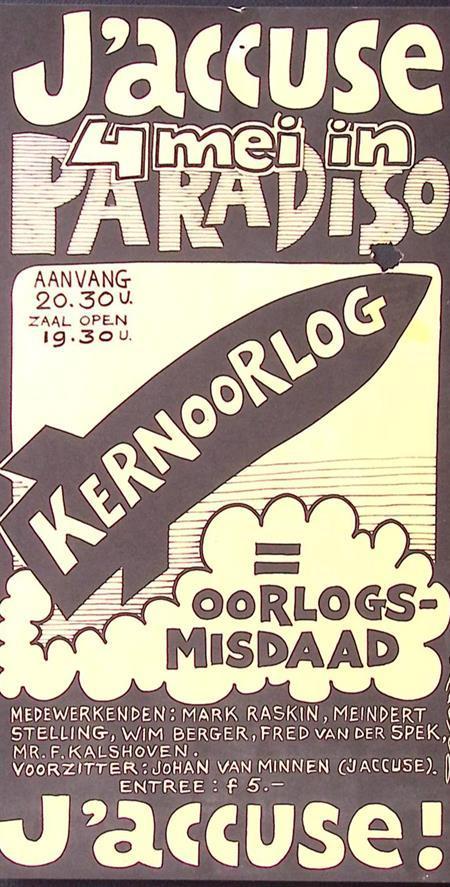 J'accuse
4 mei in
PARADISO
AANVANG
20.30 U.
ZAAL OPEN
19.30 U.
KERNOORLOG
=
OORLOGS-
MISDAAD
MEDEWERKENDEN: MARK RASKIN, MEINDERT
STELLING, WIM BERGER, FRED VAN DER SPEK,
MR. F. KALSHOVEN.
VOORZITTER: JOHAN VAN MINNEN (J'ACCUSE).
ENTREE: f 5.-
J'accuse!